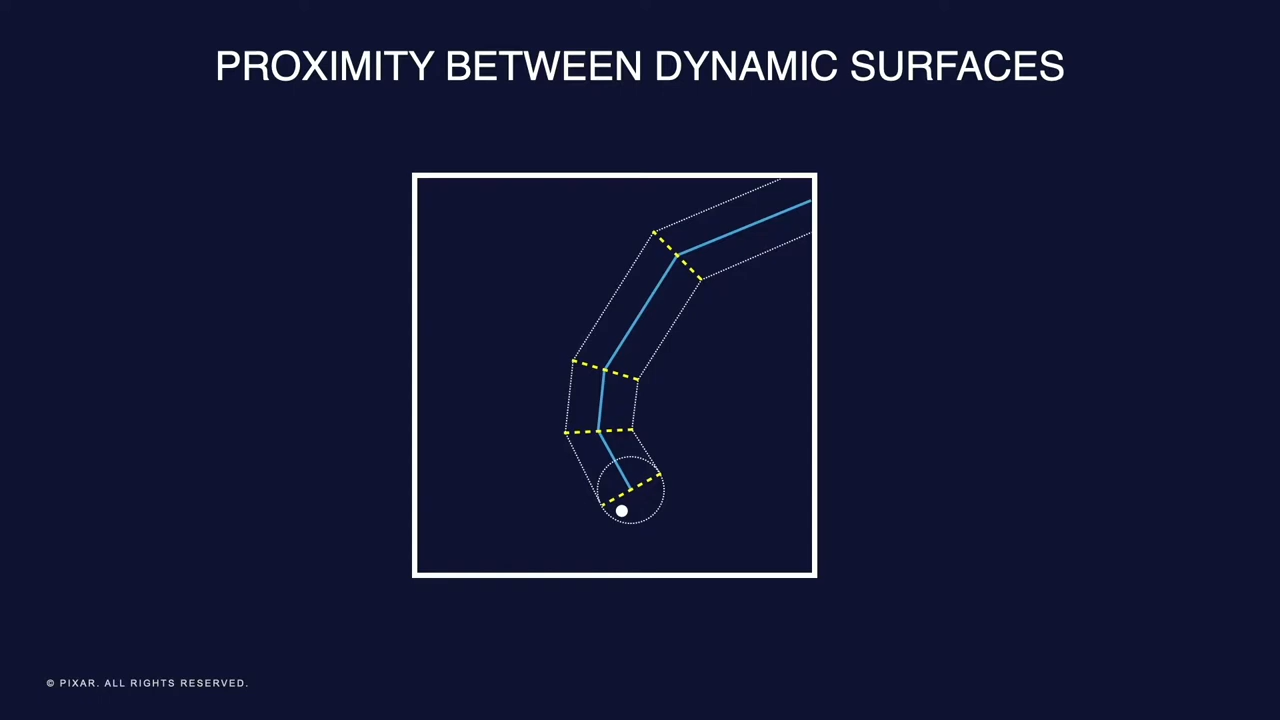 PROXIMITY BETWEEN DYNAMIC SURFACES
© PIXAR. ALL RIGHTS RESERVED.